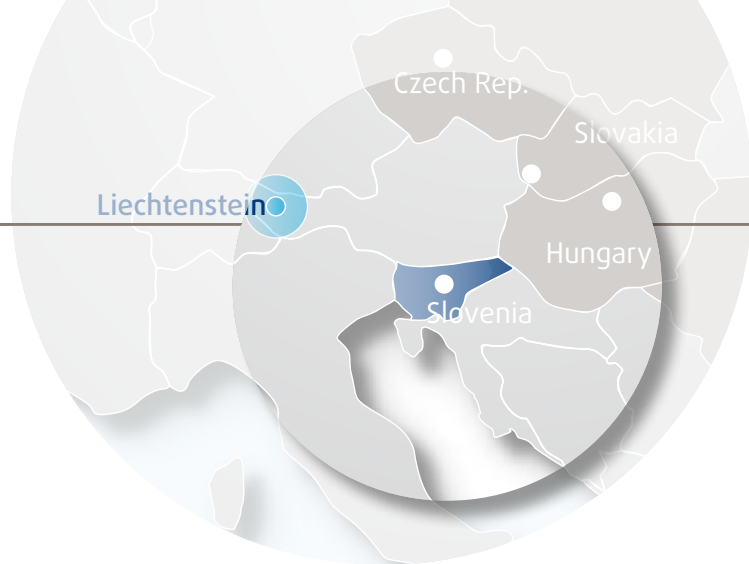 Czech Rep.
Slovakia
Liechtenstein
Hungary
Slovenia